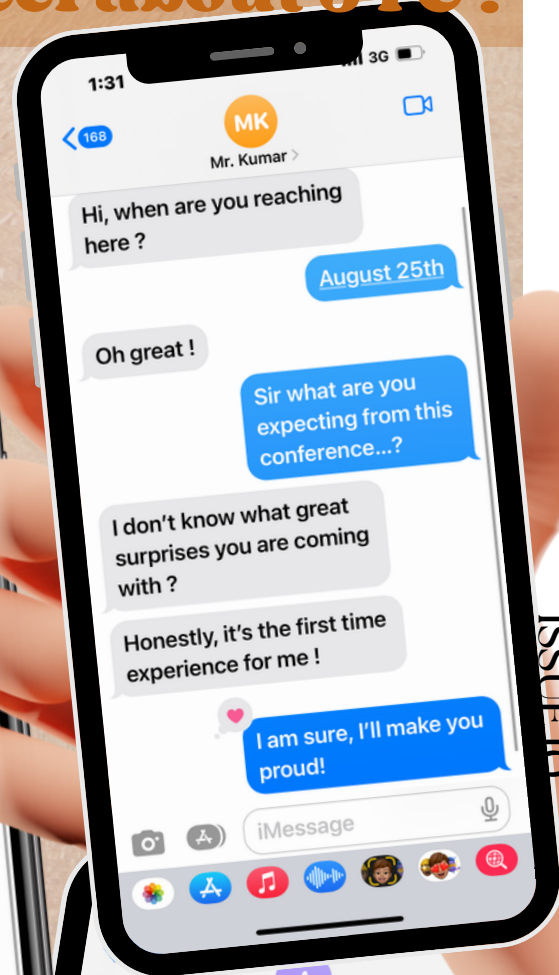 about
1:31
3G
168
MK
Mr. Kumar
Hi, when are you reaching
here ?
August 25th
Oh great !
Sir what are you
expecting from this
conference...?
I don't know what great
surprises you are coming
with ?
Honestly, it's the first time
experience for me !
I am sure, I'll make you
proud!
iMessage
ISSUE